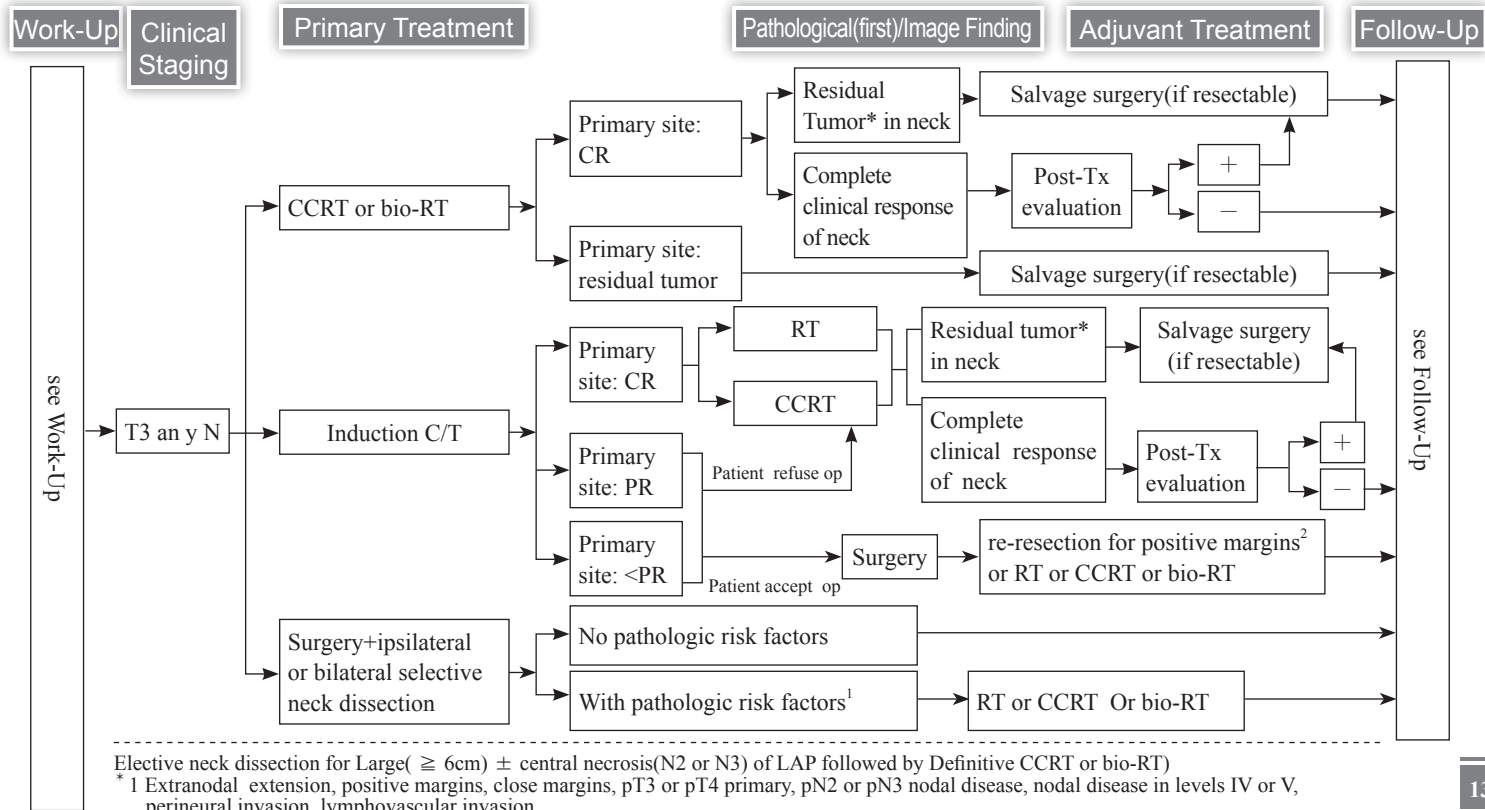 Work-Up
Clinical
Staging
Primary Treatment
Pathological(first)/Image Finding
Adjuvant Treatment
Follow-Up
see Work-Up
T3 an y N
CCRT or bio-RT
Primary site:
CR
Residual
Tumor* in neck
Salvage surgery(if resectable)
Complete
clinical response
of neck
Post-Tx
evaluation
+
−
Primary site:
residual tumor
Salvage surgery(if resectable)
Induction C/T
Primary
site: CR
RT
CCRT
Residual tumor*
in neck
Salvage surgery
(if resectable)
Complete
clinical response
of neck
Post-Tx
evaluation
+
−
Primary
site: PR
Patient refuse op
Primary
site: <PR
Patient accept op
Surgery
re-resection for positive margins2
or RT or CCRT or bio-RT
Surgery+ipsilateral
or bilateral selective
neck dissection
No pathologic risk factors
With pathologic risk factors1
RT or CCRT Or bio-RT
see Follow-Up
Elective neck dissection for Large( ≧ 6cm) ± central necrosis(N2 or N3) of LAP followed by Definitive CCRT or bio-RT)
* 1 Extranodal extension, positive margins, close margins, pT3 or pT4 primary, pN2 or pN3 nodal disease, nodal disease in levels IV or V,
perineural invasion, lymphovascular invasion